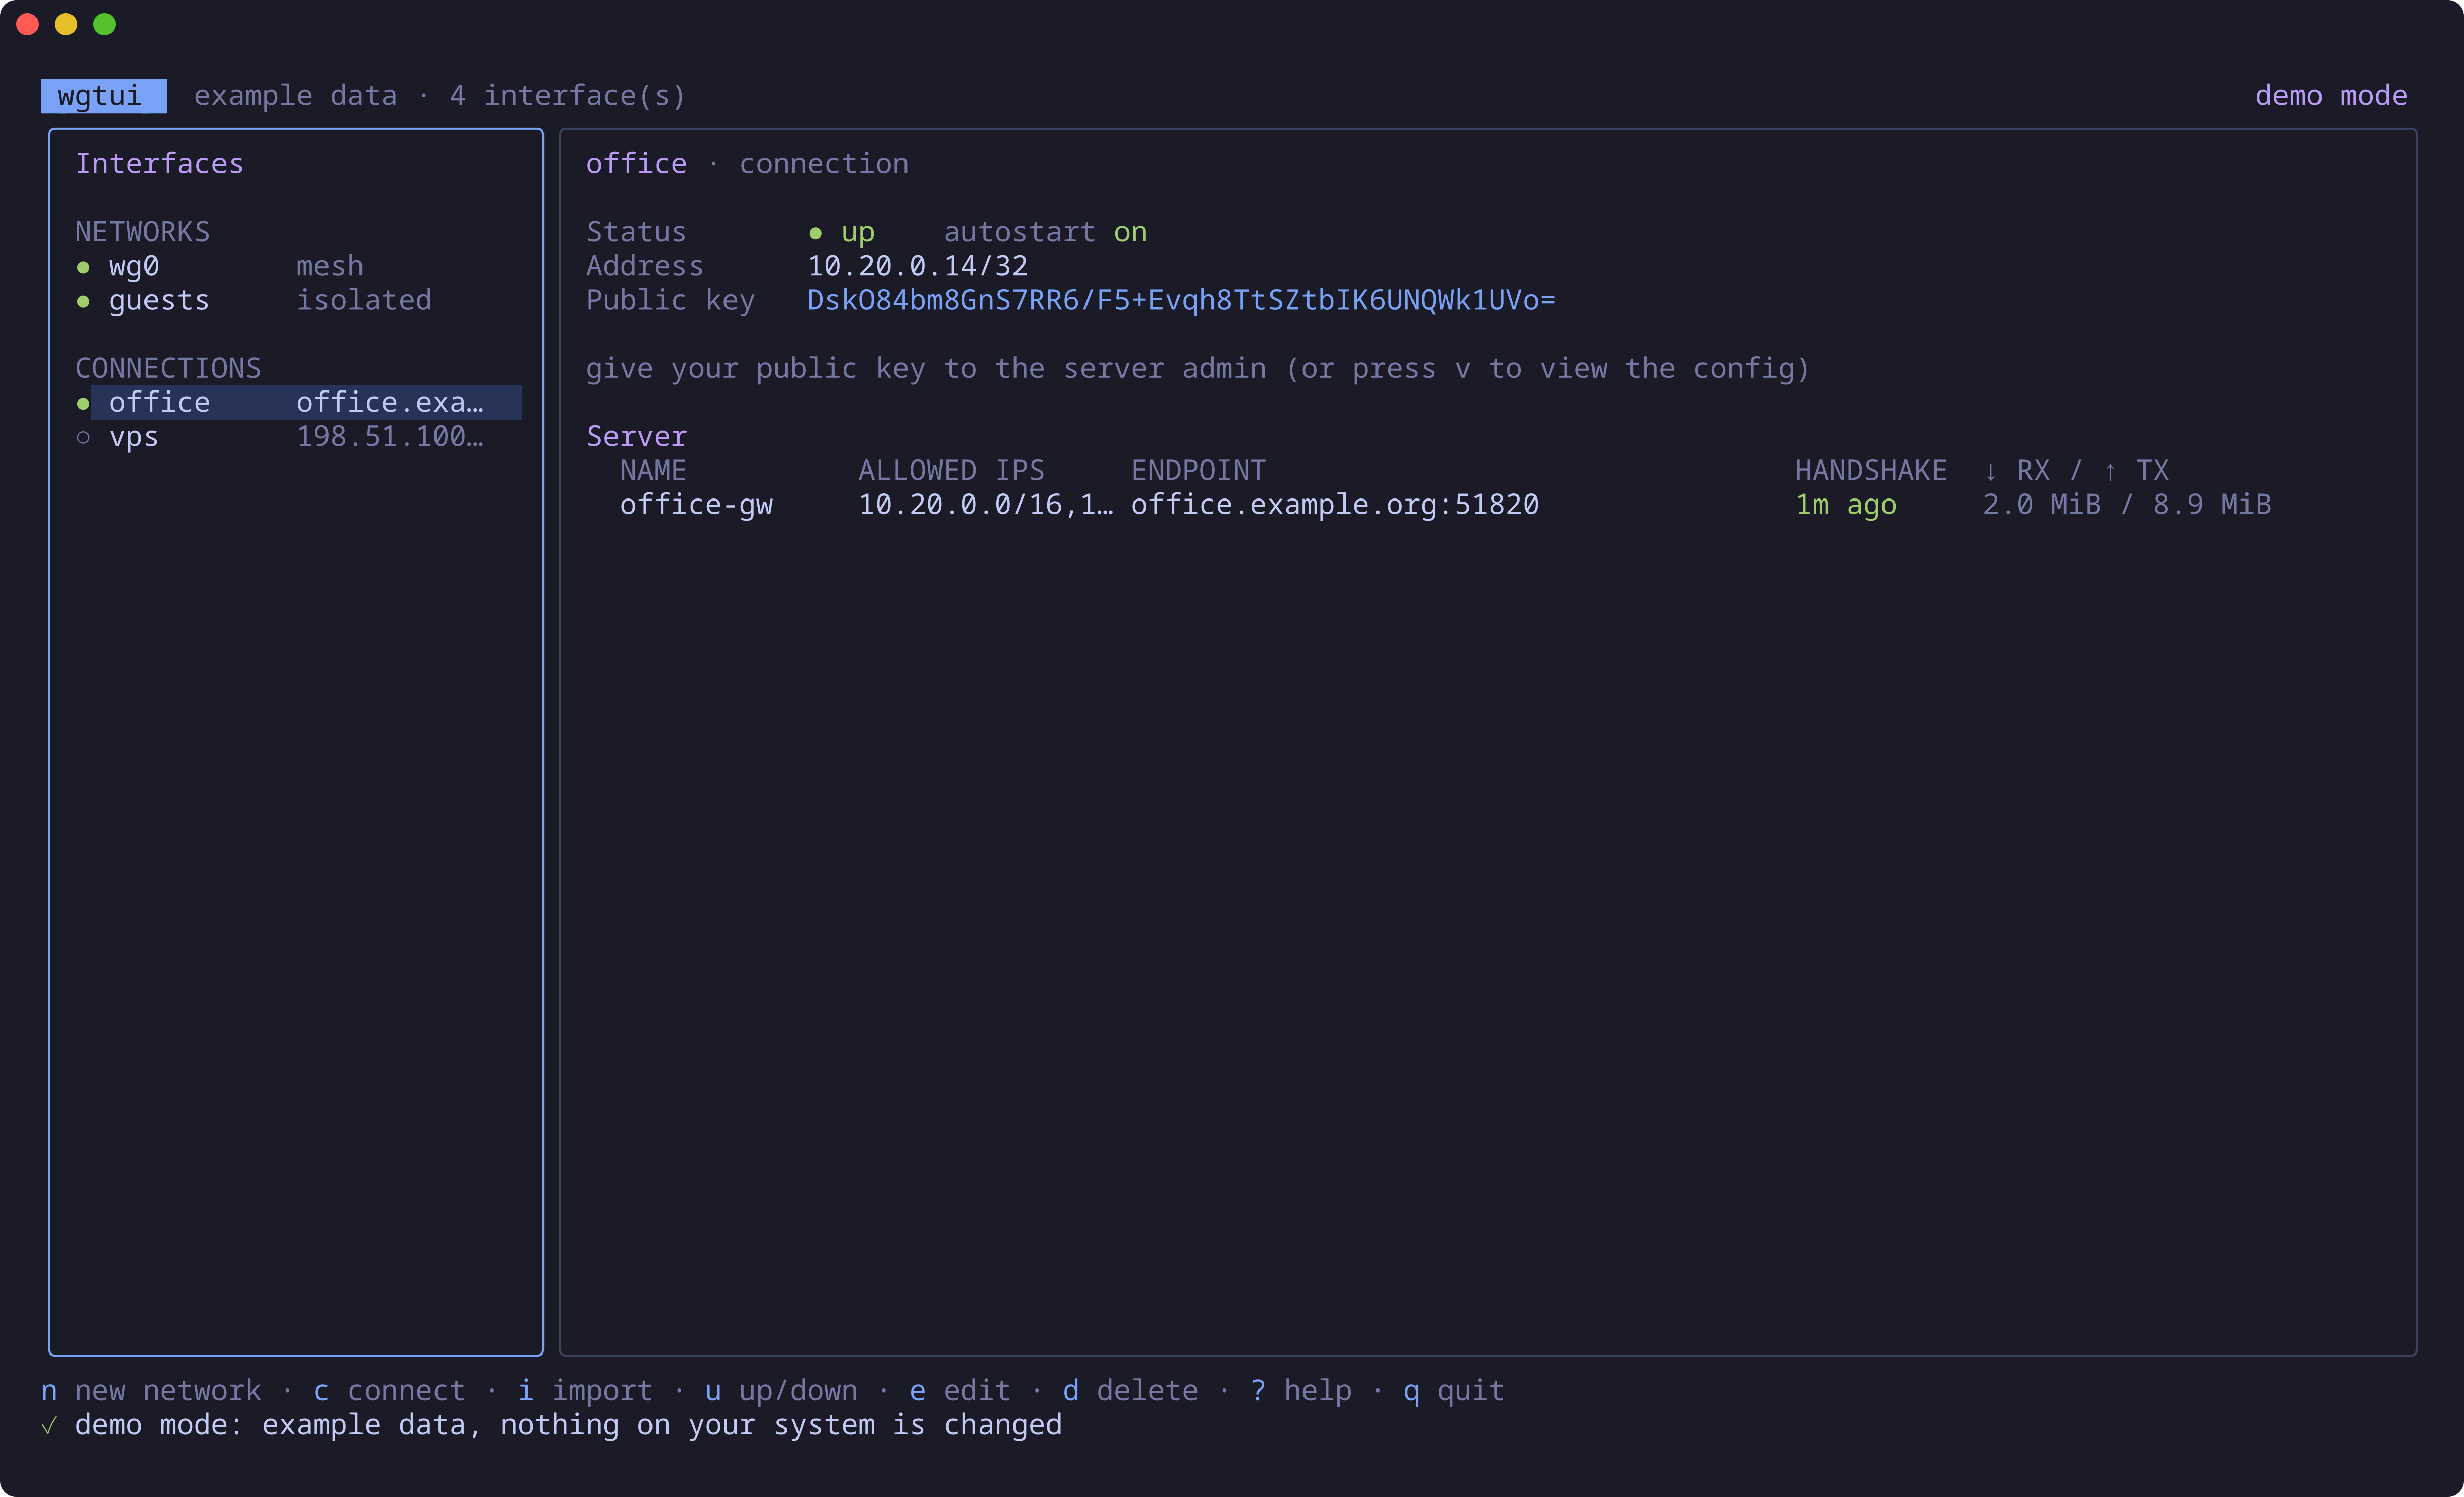 wgtui example data · 4 interface(s) demo mode
Interfaces
NETWORKS
● wg0 mesh
● guests isolated
CONNECTIONS
● office office.exa…
○ vps 198.51.100…
office · connection
Status ● up autostart on
Address 10.20.0.14/32
Public key DskO84bm8GnS7RR6/F5+Evqh8TtSZtbIK6UNQWk1UVo=
give your public key to the server admin (or press v to view the config)
Server
NAME ALLOWED IPS ENDPOINT HANDSHAKE ↓ RX / ↑ TX
office-gw 10.20.0.0/16,1… office.example.org:51820 1m ago 2.0 MiB / 8.9 MiB
n new network · c connect · i import · u up/down · e edit · d delete · ? help · q quit
✓ demo mode: example data, nothing on your system is changed